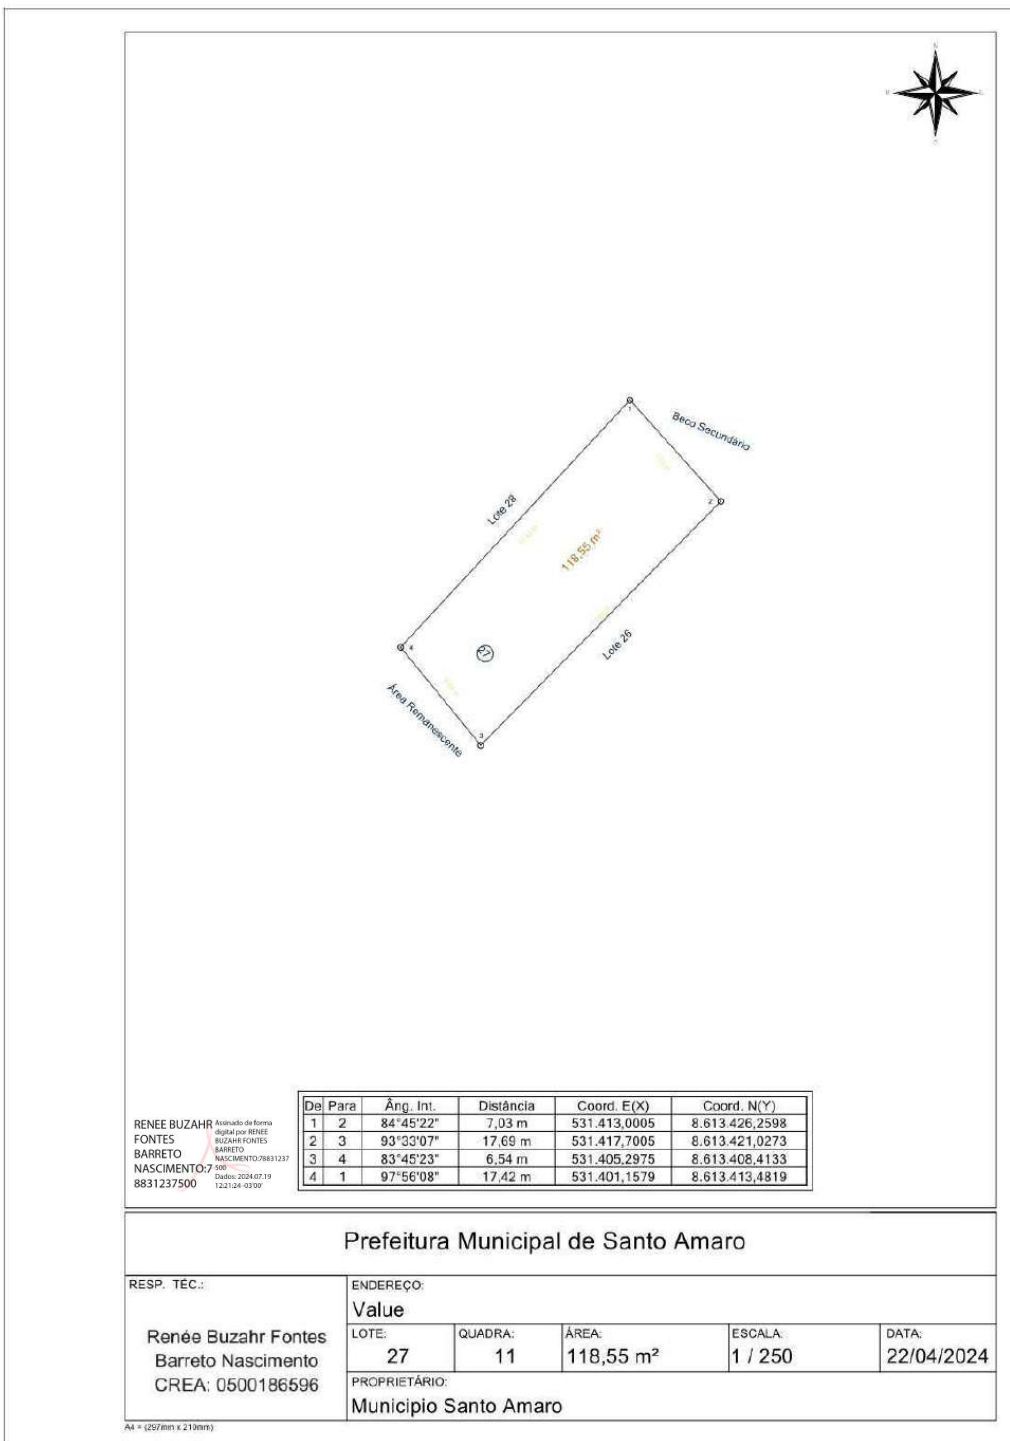 1
Beco Secundário
2
Lote 28
118,55 m²
Lote 26
4
27
Área Remanescente
3
De Para Âng. Int. Distância Coord. E(X) Coord. N(Y)
1 2 84°45'22" 7,03 m 531.413,0005 8.613.426,2598
2 3 93°33'07" 17,69 m 531.417,7005 8.613.421,0273
3 4 83°45'23" 6,54 m 531.405,2975 8.613.408,4133
4 1 97°56'08" 17,42 m 531.401,1579 8.613.413,4819
RENEE BUZAHR
FONTES
BARRETO
NASCIMENTO:7
8831237500
Assinado de forma
digital por RENEE
BUZAHR FONTES
BARRETO
NASCIMENTO:78831237
500
Dados: 2024.07.19
12:21:24 -03'00'
Prefeitura Municipal de Santo Amaro
RESP. TÉC.:
Renée Buzahr Fontes
Barreto Nascimento
CREA: 0500186596
ENDEREÇO:
Value
LOTE: QUADRA: ÁREA: ESCALA: DATA:
27 11 118,55 m² 1 / 250 22/04/2024
PROPRIETÁRIO:
Municipio Santo Amaro
A4 = (297mm x 210mm)